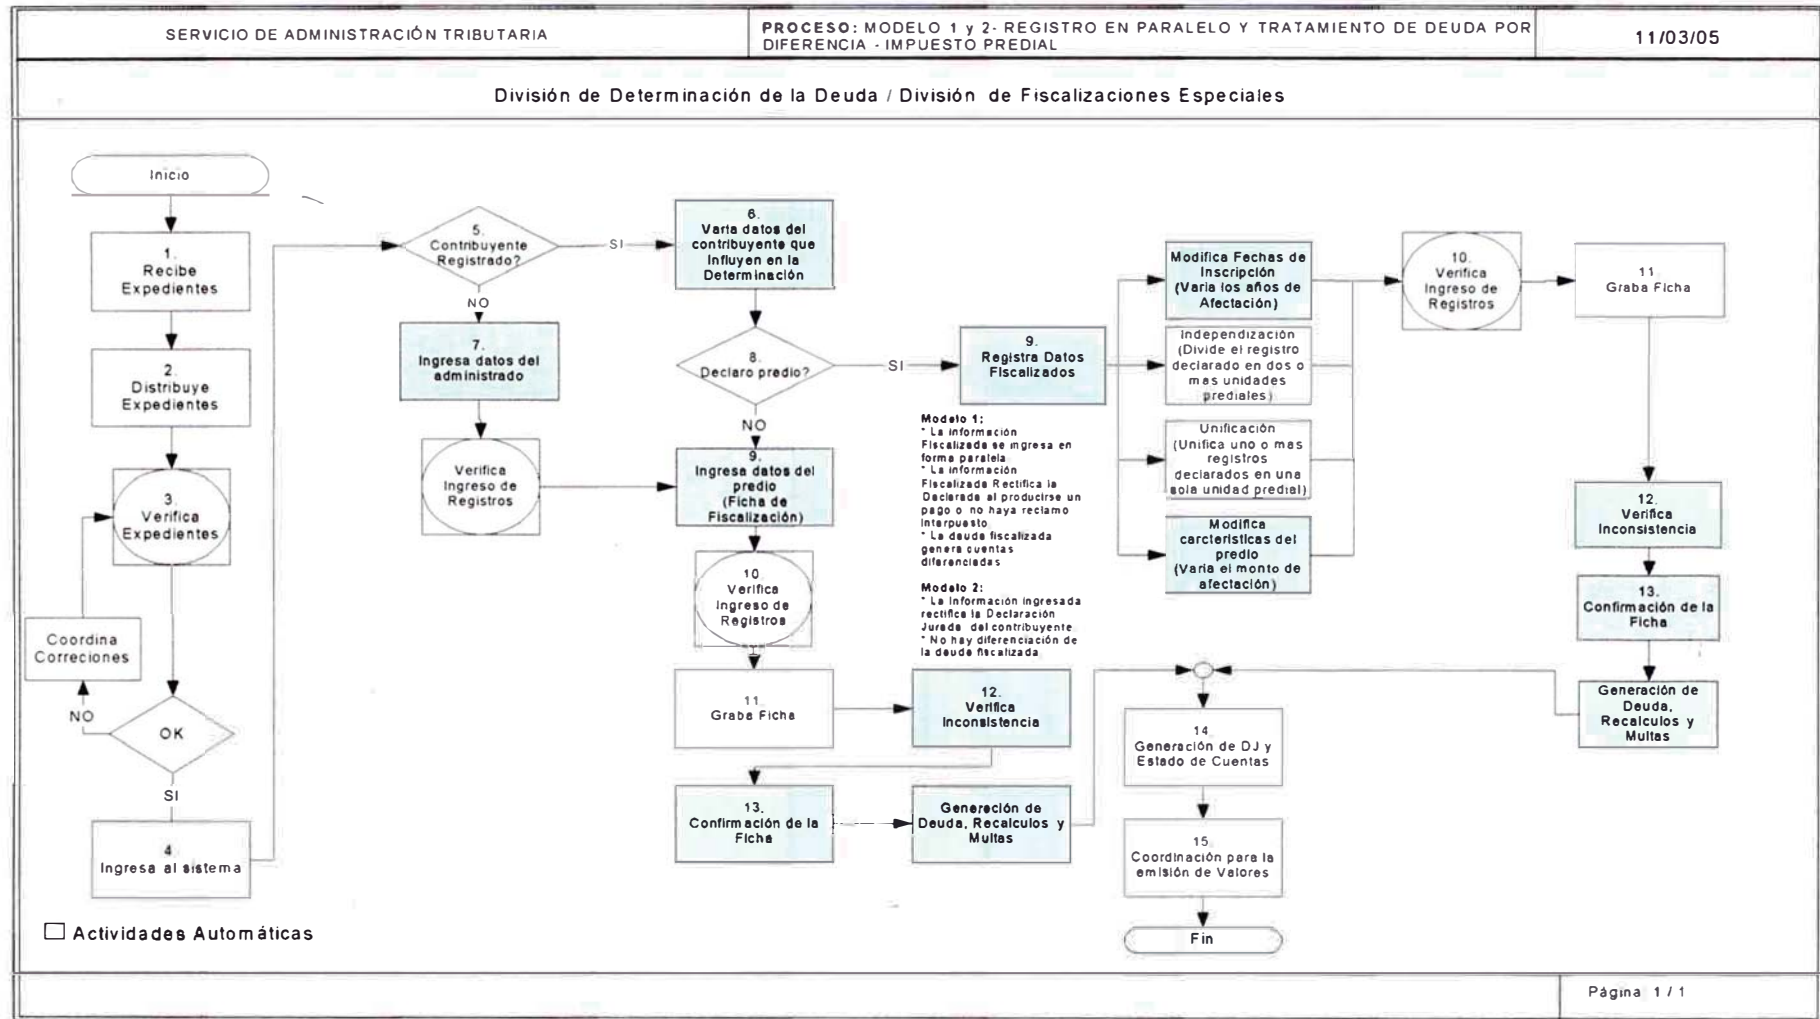 SERVICIO DE ADMINISTRACIÓN TRIBUTARIA
PROCESO: MODELO 1 y 2- REGISTRO EN PARALELO Y TRATAMIENTO DE DEUDA POR
DIFERENCIA - IMPUESTO PREDIAL
11/03/05
División de Determinación de la Deuda / División de Fiscalizaciones Especiales
Inicio
1.
Recibe
Expedientes
2.
Distribuye
Expedientes
3.
Verifica
Expedientes
Coordina
Correciones
NO
OK
SI
4.
Ingresa al sistema
5.
Contribuyente
Registrado?
SI
NO
7.
Ingresa datos del
administrado
Verifica
Ingreso de
Registros
6.
Varia datos del
contribuyente que
Influyen en la
Determinación
8.
Declaro predio?
SI
NO
9.
Ingresa datos del
predio
(Ficha de
Fiscalización)
10.
Verifica
Ingreso de
Registros
11.
Graba Ficha
12.
Verifica
Inconsistencia
13.
Confirmación de la
Ficha
Generación de
Deuda, Recalculos y
Multas
9.
Registra Datos
Fiscalizados
Modelo 1:
* La información
Fiscalizada se ingresa en
forma paralela
* La información
Fiscalizada Rectifica la
Declarada al producirse un
pago o no haya reclamo
interpuesto
* La deuda fiscalizada
genera cuentas
diferenciadas
Modelo 2:
* La Información ingresada
rectifica la Declaración
Jurada del contribuyente
* No hay diferenciación de
la deuda fiscalizada
Modifica Fechas de
Inscripción
(Varia los años de
Afectación)
Independización
(Divide el registro
declarado en dos o
mas unidades
prediales)
Unificación
(Unifica uno o mas
registros
declarados en una
sola unidad predial)
Modifica
carcteristicas del
predio
(Varia el monto de
afectación)
10.
Verifica
Ingreso de
Registros
11
Graba Ficha
12.
Verifica
Inconsistencia
13.
Confirmación de la
Ficha
Generación de
Deuda,
Recalculos y
Multas
14.
Generación de DJ y
Estado de Cuentas
15.
Coordinación para la
emisión de Valores
Fin
Actividades Automáticas
Página 1 / 1